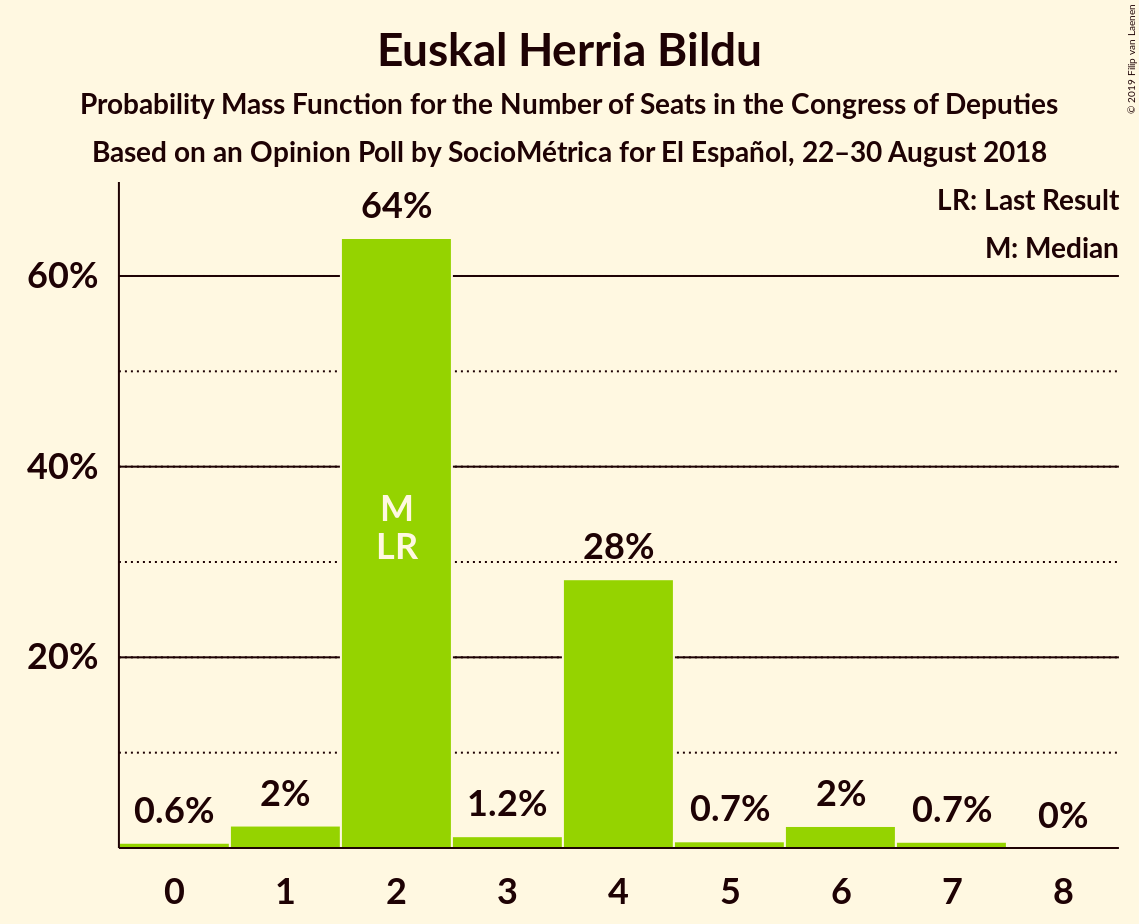 Euskal Herria Bildu
Probability Mass Function for the Number of Seats in the Congress of Deputies
Based on an Opinion Poll by SocioMétrica for El Español, 22–30 August 2018
© 2019 Filip van Laenen
LR: Last Result
M: Median
60%
40%
20%
0.6%
2%
64%
M
LR
1.2%
28%
0.7%
2%
0.7%
0%
0 1 2 3 4 5 6 7 8